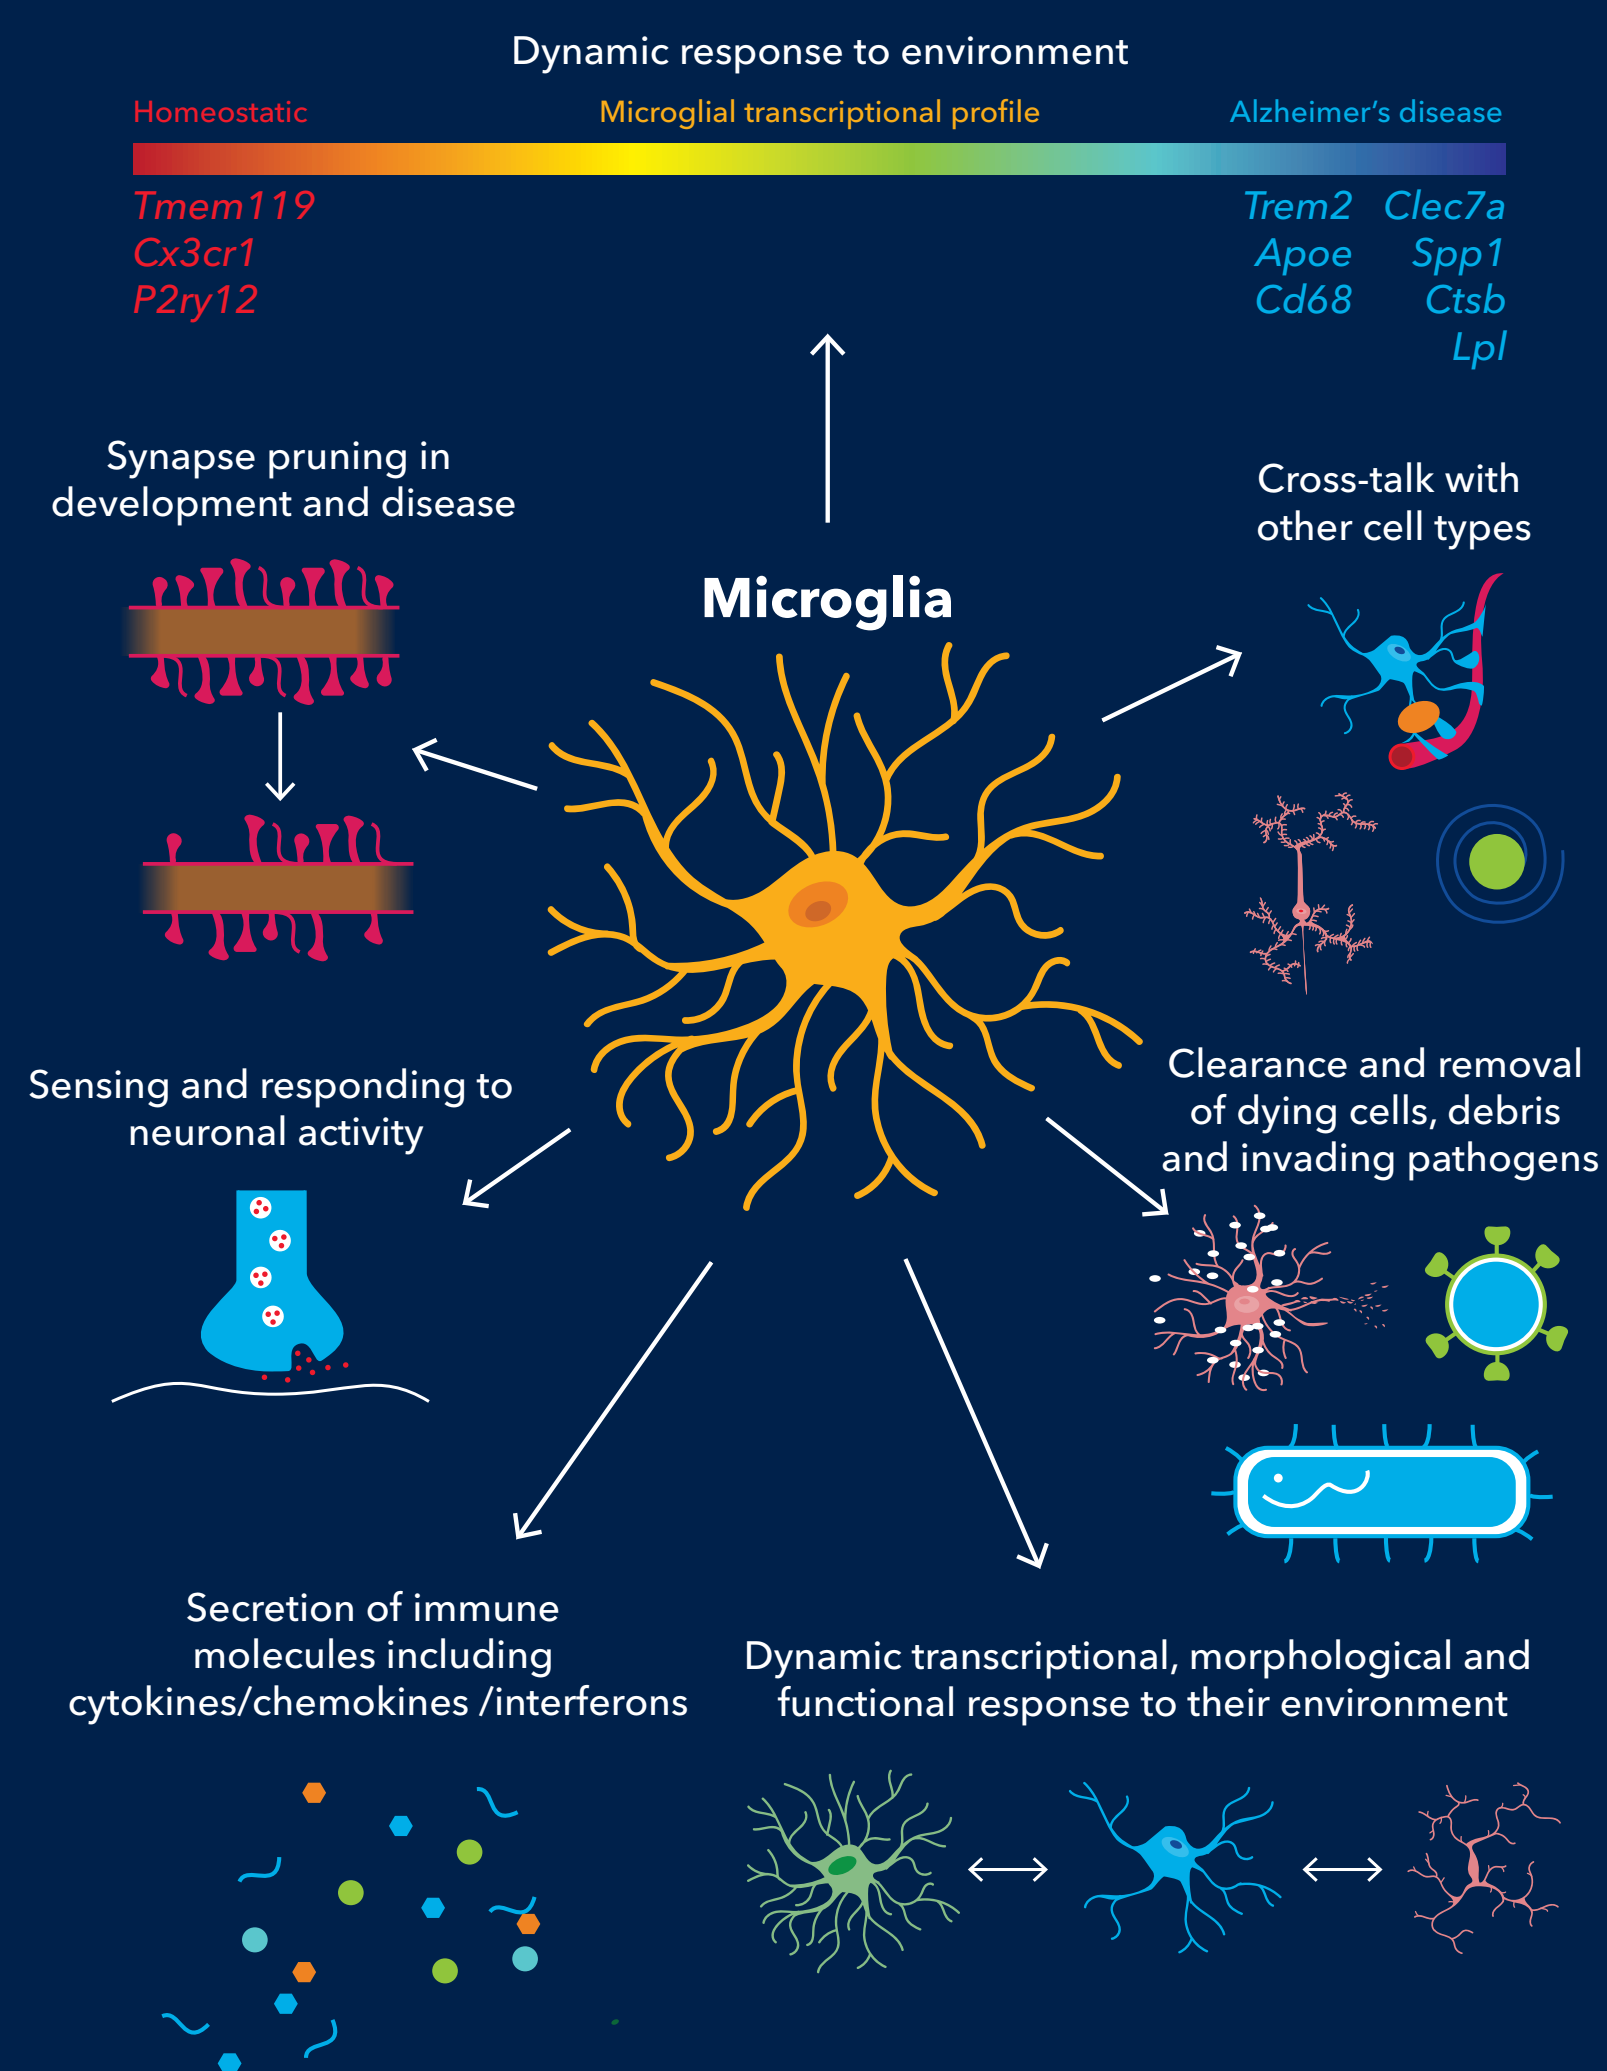 Dynamic response to environment
Homeostatic
Microglial transcriptional profile
Alzheimer's disease
Tmem119
Cx3cr1
P2ry12
Trem2 Clec7a
Apoe Spp1
Cd68 Ctsb
Lpl
Synapse pruning in
development and disease
Cross-talk with
other cell types
Microglia
Sensing and responding to
neuronal activity
Clearance and removal
of dying cells, debris
and invading pathogens
Secretion of immune
molecules including
cytokines/chemokines /interferons
Dynamic transcriptional, morphological and
functional response to their environment